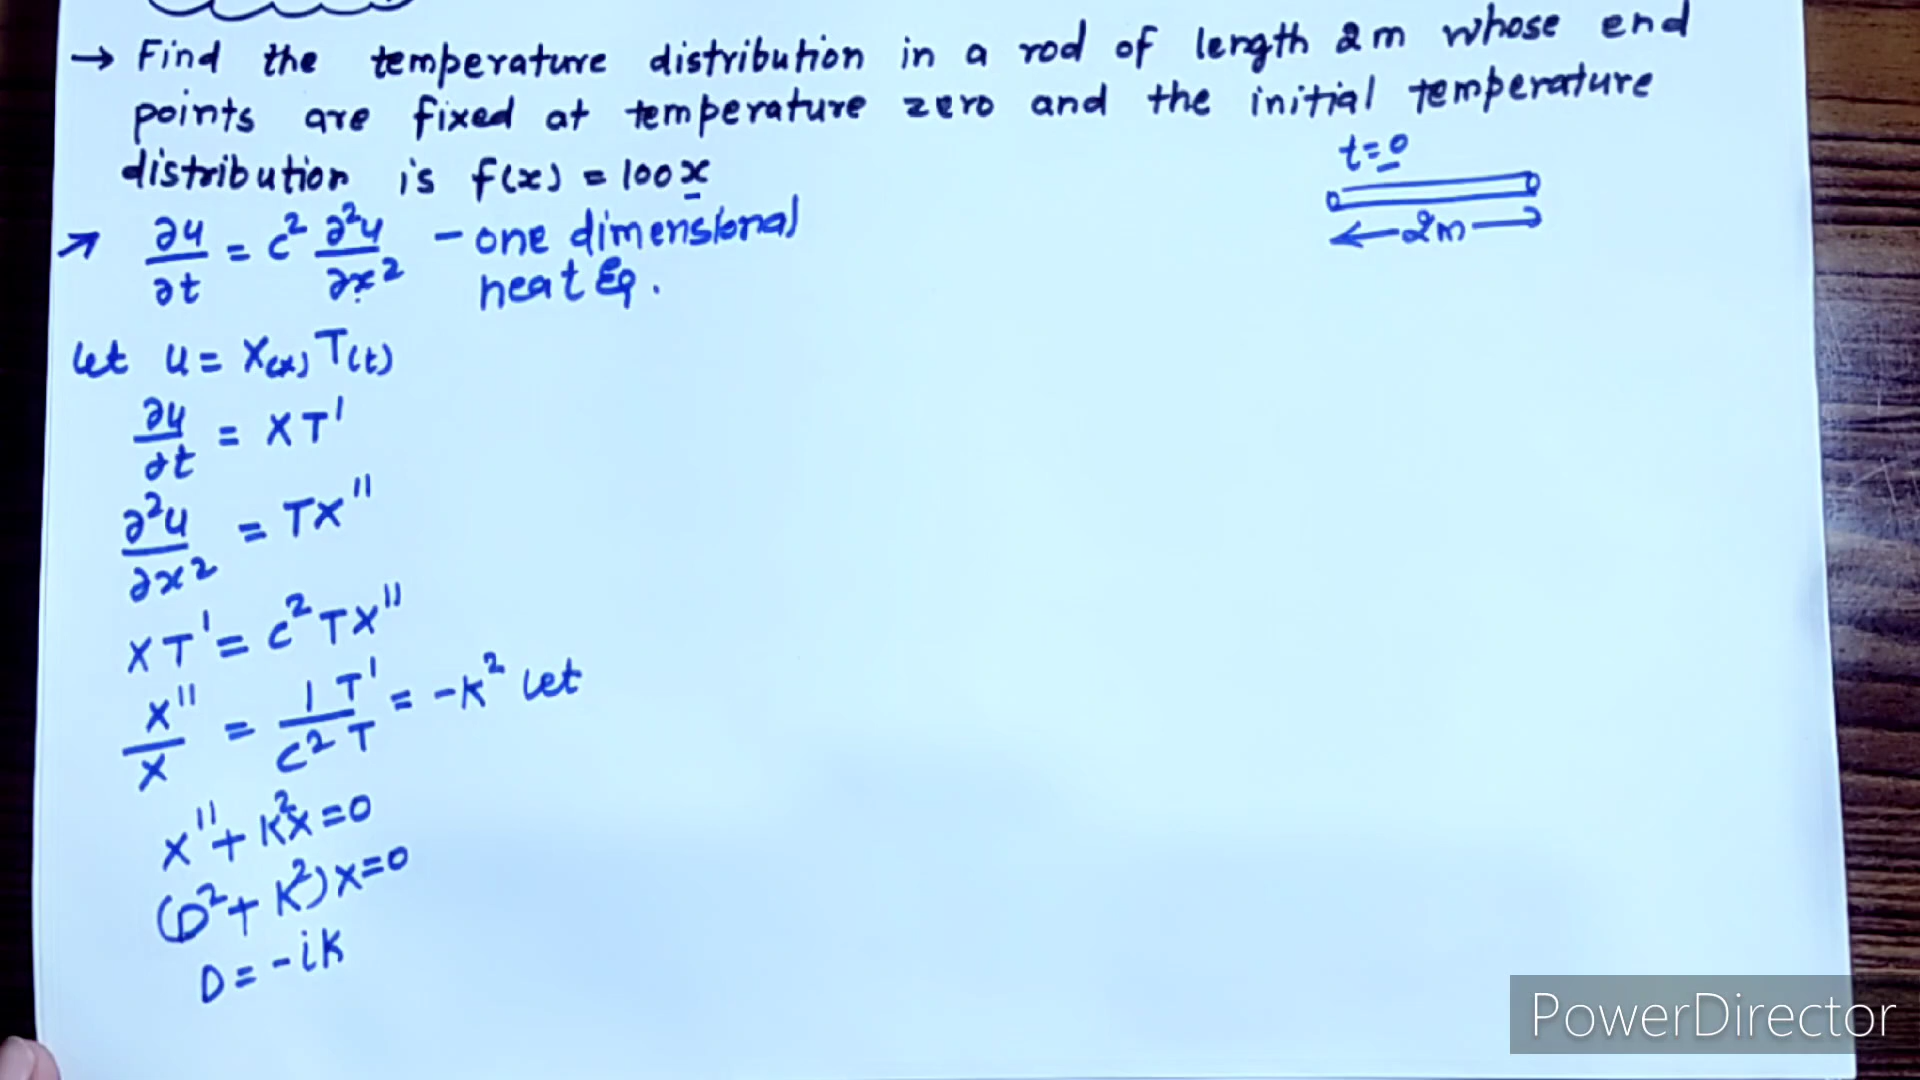 → Find the temperature distribution in a rod of length 2m whose end
points are fixed at temperature zero and the initial temperature
distribution is f(x) = 100x
t=0
2m
∂u/∂t = c² ∂²u/∂x² - one dimensional
heat Eq.
let u = X(x) T(t)
∂u/∂t = XT'
∂²u/∂x² = TX''
XT' = c² TX''
X''/X = 1/c² T'/T = -K² let
X'' + K²X = 0
(D² + K²) X = 0
D = -iK
PowerDirector